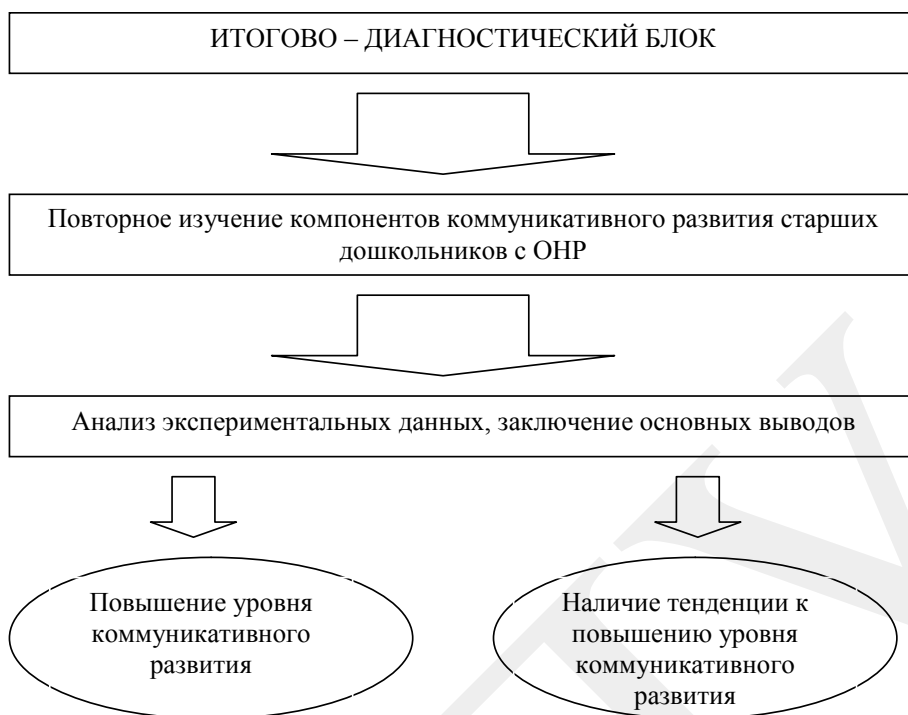 ИТОГОВО – ДИАГНОСТИЧЕСКИЙ БЛОК
Повторное изучение компонентов коммуникативного развития старших
дошкольников с ОНР
Анализ экспериментальных данных, заключение основных выводов
Повышение уровня
коммуникативного
развития
Наличие тенденции к
повышению уровня
коммуникативного
развития